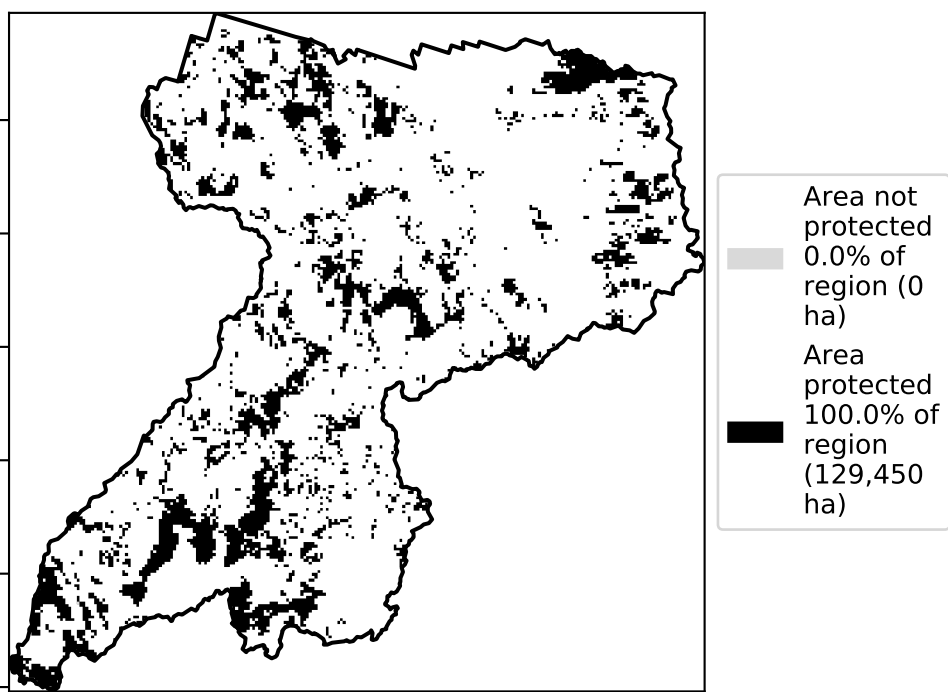 Area not
protected
0.0% of
region (0
ha)
Area
protected
100.0% of
region
(129,450
ha)